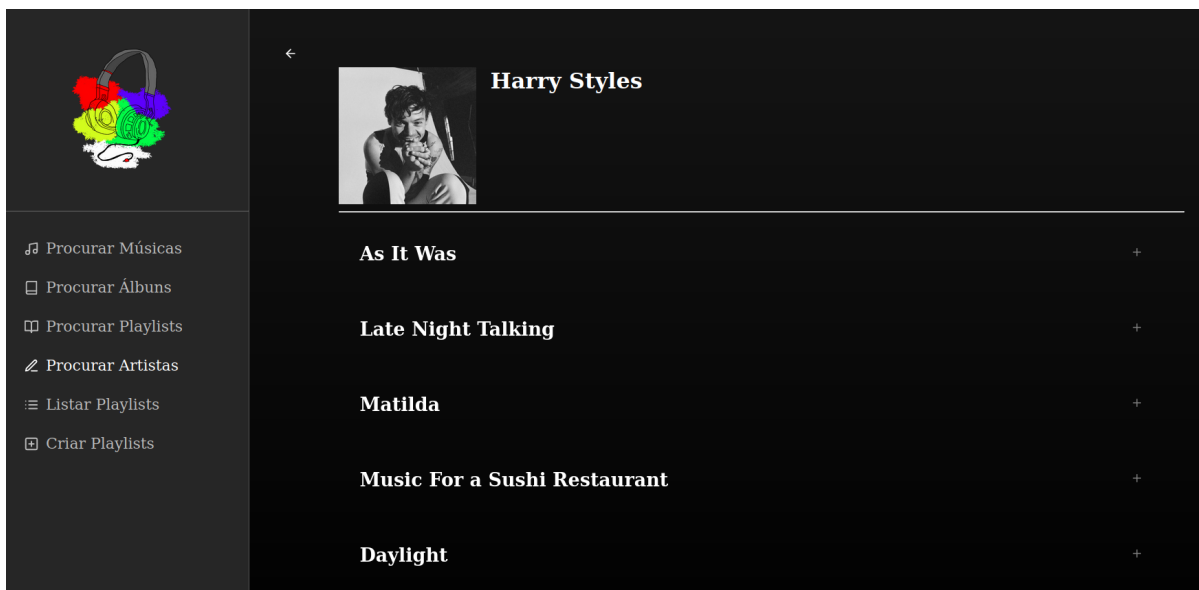 Procurar Músicas
Procurar Álbuns
Procurar Playlists
Procurar Artistas
Listar Playlists
Criar Playlists
Harry Styles
As It Was
Late Night Talking
Matilda
Music For a Sushi Restaurant
Daylight